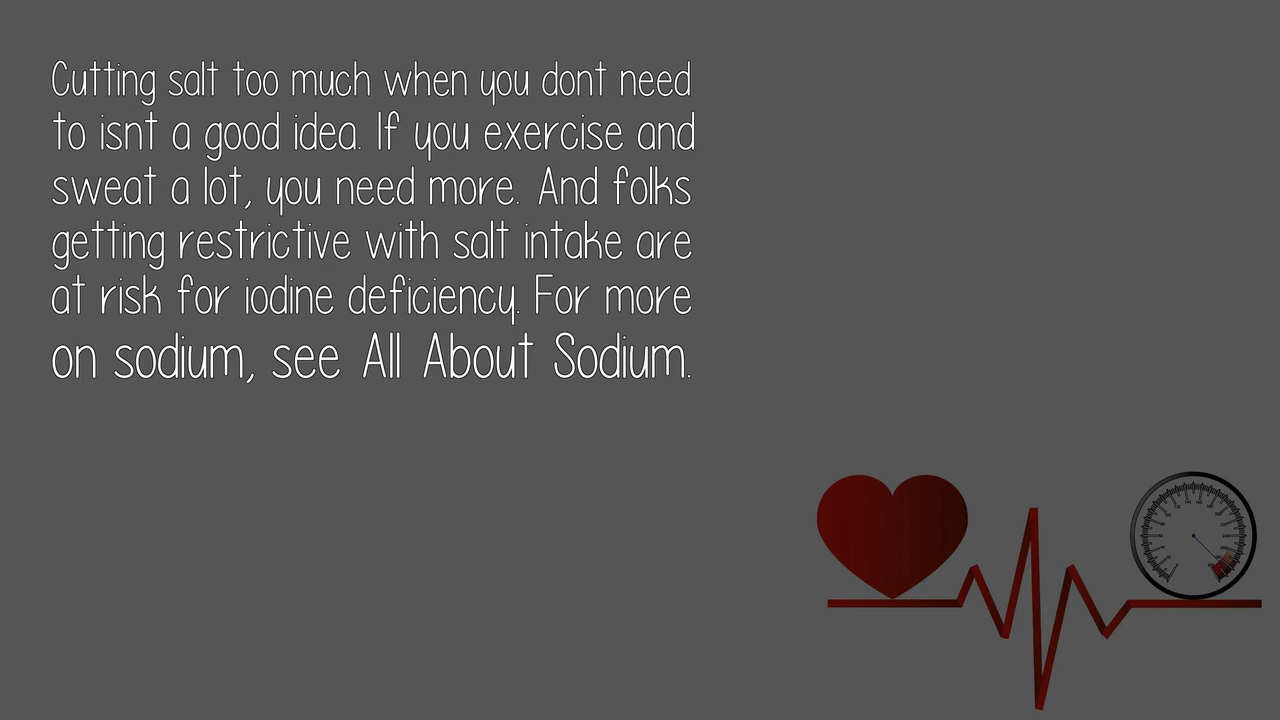 Cutting salt too much when you dont need
to isnt a good idea. If you exercise and
sweat a lot, you need more. And folks
getting restrictive with salt intake are
at risk for iodine deficiency. For more
on sodium, see All About Sodium.